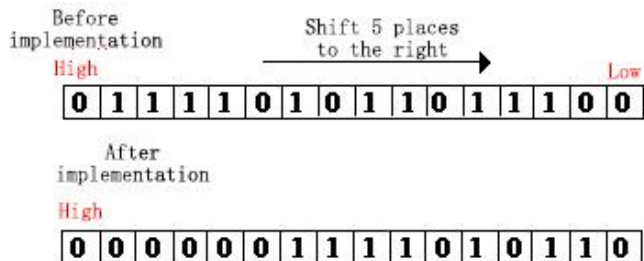 Before
implementation
Shift 5 places
to the right
High
Low
0 1 1 1 1 0 1 0 1 1 0 1 1 1 0 0
After
implementation
High
0 0 0 0 0 0 1 1 1 1 0 1 0 1 1 0